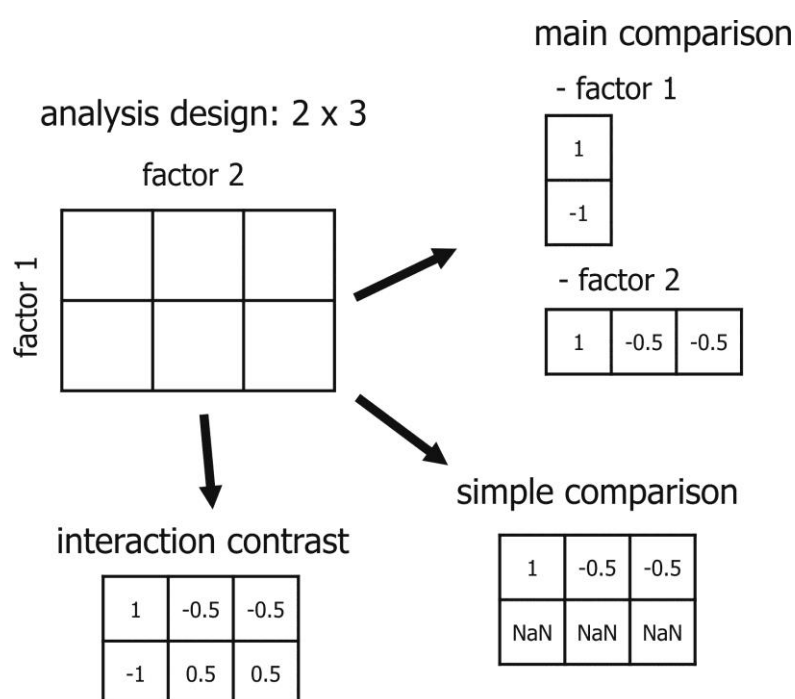 analysis design: 2 x 3
factor 2
factor 1
main comparison
- factor 1
1
-1
- factor 2
1 -0.5 -0.5
interaction contrast
1 -0.5 -0.5
-1 0.5 0.5
simple comparison
1 -0.5 -0.5
NaN NaN NaN